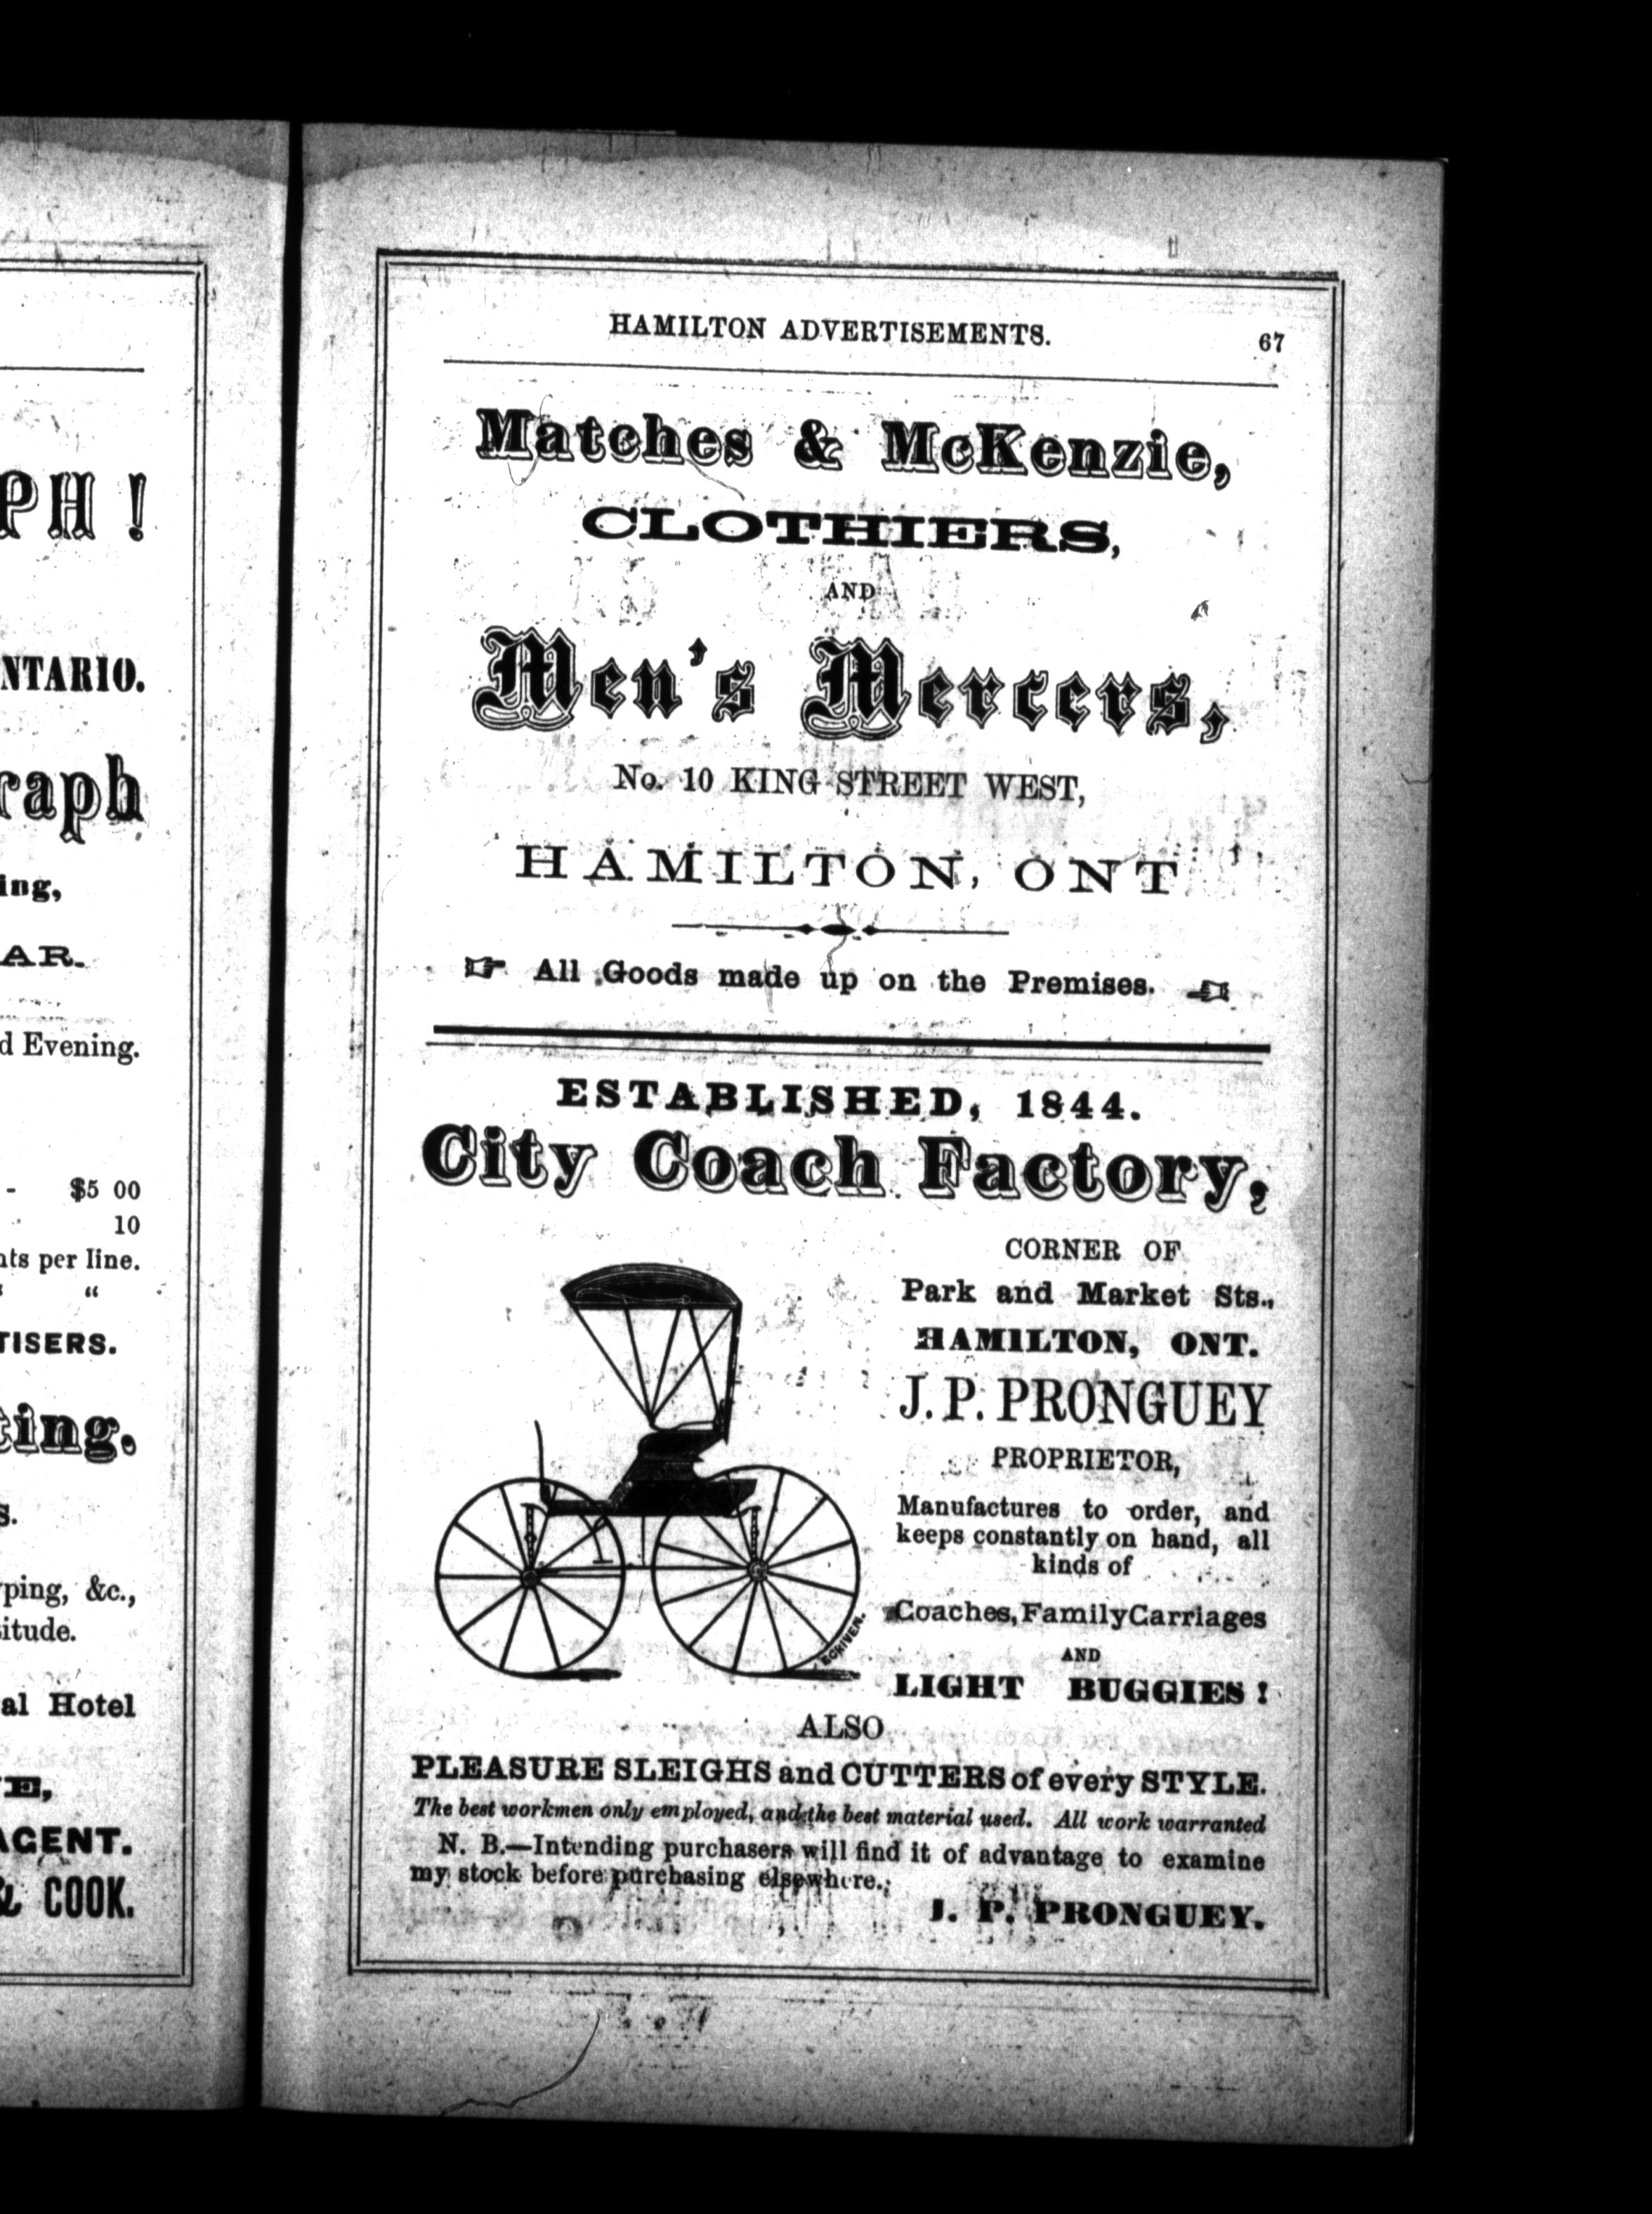 PH!
NTARIO.
raph
ing,
AR.
d Evening.
- $5 00
10
nts per line.
“
TISERS.
ting.
s.
ping, &c.,
itude.
al Hotel
E,
AGENT.
& COOK.
HAMILTON ADVERTISEMENTS. 67
Matches & McKenzie,
CLOTHIERS,
AND
Men's Mercers,
No. 10 KING STREET WEST,
HAMILTON, ONT
☞ All Goods made up on the Premises. ☜
ESTABLISHED, 1844.
City Coach Factory,
CORNER OF
Park and Market Sts.,
HAMILTON, ONT.
J. P. PRONGUEY
PROPRIETOR,
Manufactures to order, and
keeps constantly on hand, all
kinds of
Coaches, Family Carriages
AND
LIGHT BUGGIES!
SCRIVEN.
ALSO
PLEASURE SLEIGHS and CUTTERS of every STYLE.
The best workmen only employed, and the best material used. All work warranted
N. B.—Intending purchasers will find it of advantage to examine
my stock before purchasing elsewhere.
J. P. PRONGUEY.